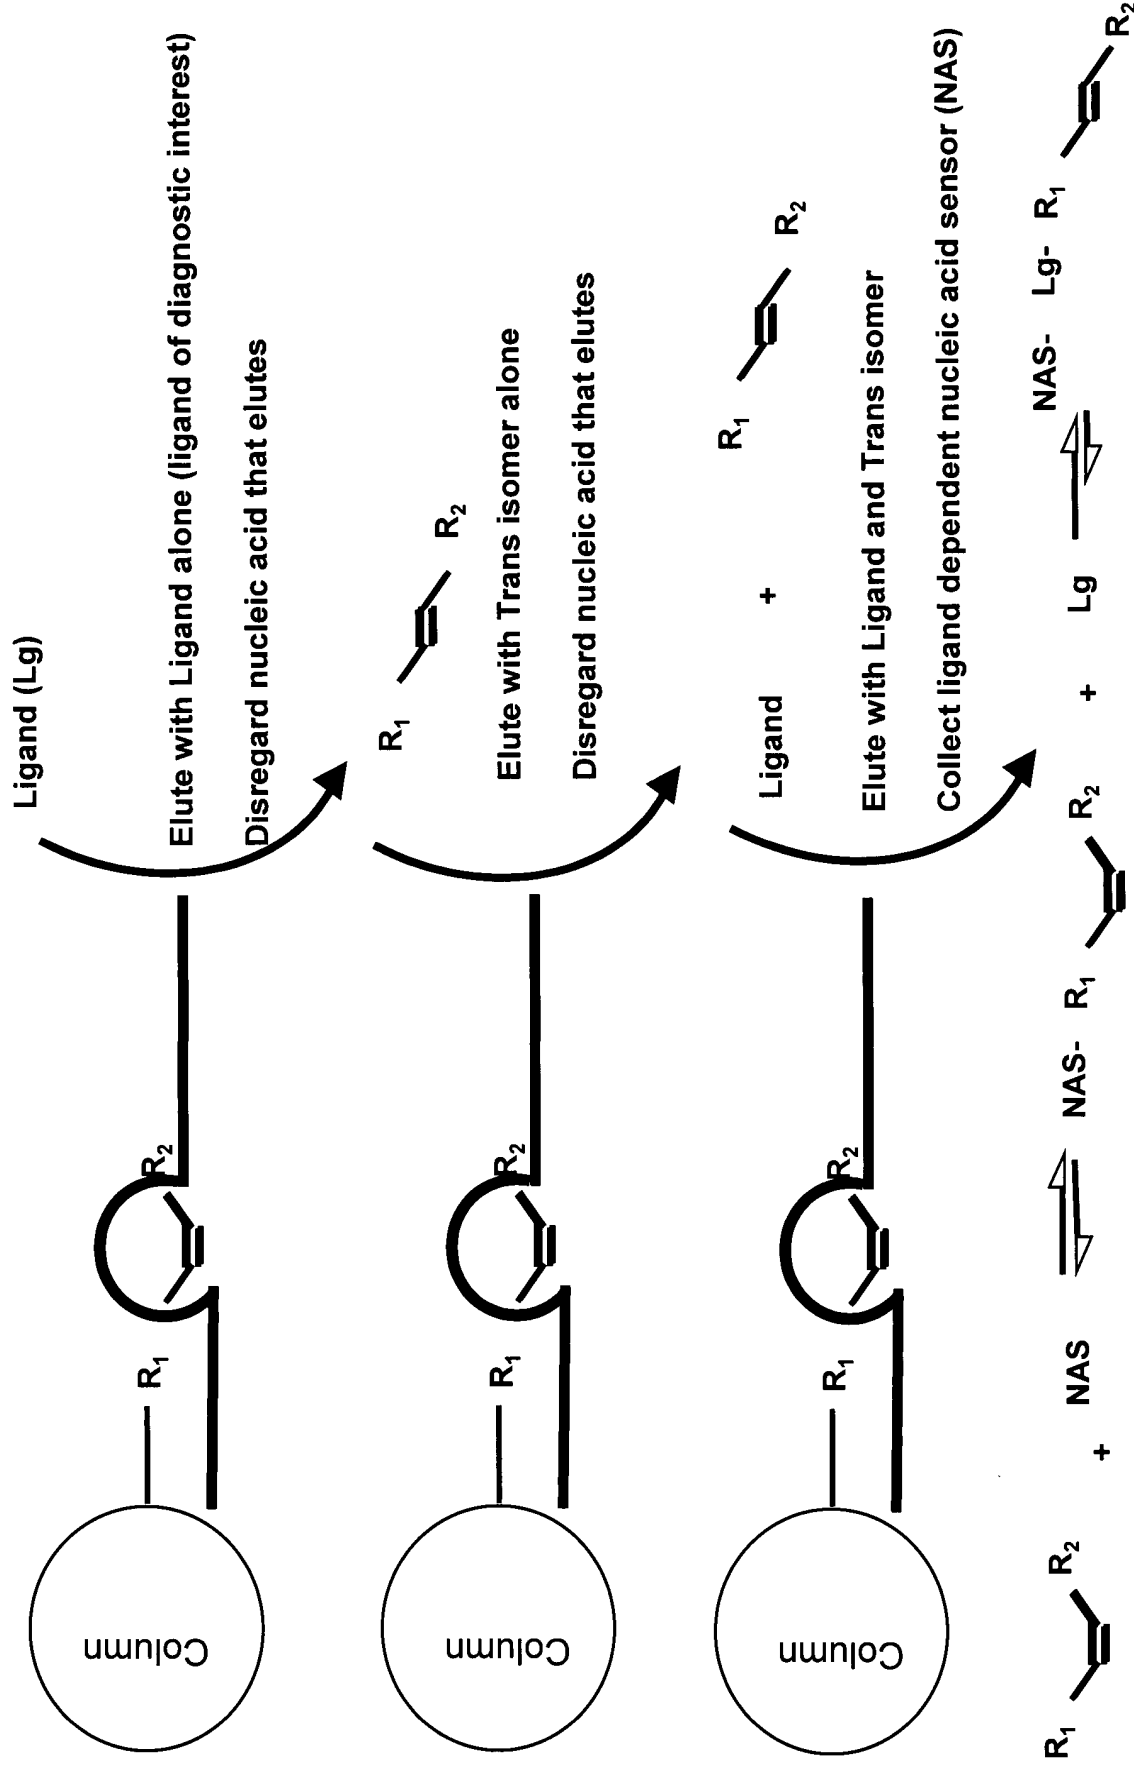 Ligand (Lg)
Elute with Ligand alone (ligand of diagnostic interest)
Disregard nucleic acid that elutes
Column
R1
R2
R1
R2
Elute with Trans isomer alone
Disregard nucleic acid that elutes
Column
R1
R2
Ligand + R1 R2
Elute with Ligand and Trans isomer
Collect ligand dependent nucleic acid sensor (NAS)
Column
R1
R2
R1 R2 + NAS NAS- R1 R2 + Lg NAS- Lg- R1 R2